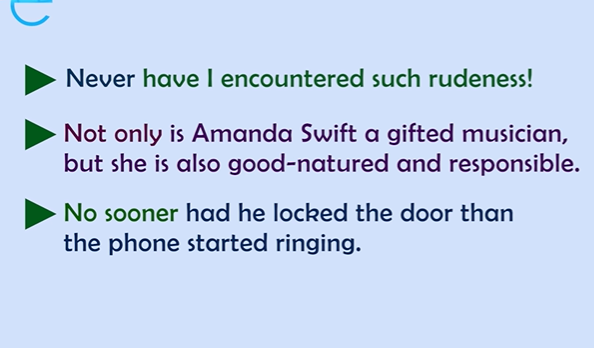 Never have I encountered such rudeness!
Not only is Amanda Swift a gifted musician,
but she is also good-natured and responsible.
No sooner had he locked the door than
the phone started ringing.